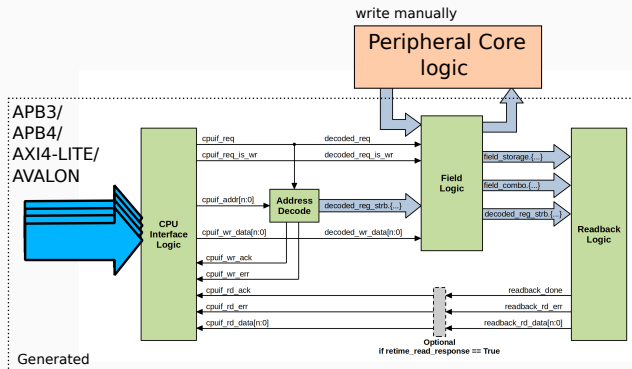 write manually
Peripheral Core
logic
APB3/
APB4/
AXI4-LITE/
AVALON
cpuif_req
decoded_req
cpuif_req_is_wr
decoded_req_is_wr
cpuif_addr[n:0]
Address
Decode
decoded_reg_strb.{...}
cpuif_wr_data[n:0]
decoded_wr_data[n:0]
CPU
Interface
Logic
Field
Logic
field_storage.{...}
field_combo.{...}
decoded_reg_strb.{...}
Readback
Logic
cpuif_wr_ack
cpuif_wr_err
cpuif_rd_ack
readback_done
cpuif_rd_err
readback_rd_err
cpuif_rd_data[n:0]
readback_rd_data[n:0]
Optional
if retime_read_response == True
Generated